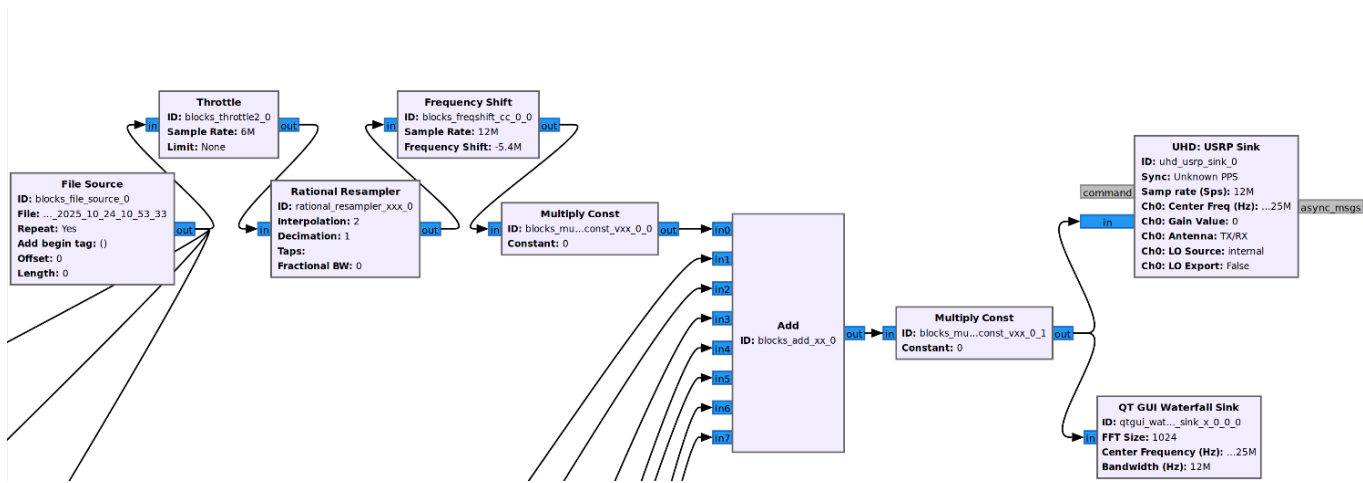 Throttle
ID: blocks_throttle2_0
Sample Rate: 6M
Limit: None
in
out
Frequency Shift
ID: blocks_freqshift_cc_0_0
Sample Rate: 12M
Frequency Shift: -5.4M
in
out
File Source
ID: blocks_file_source_0
File: ..._2025_10_24_10_53_33
Repeat: Yes
Add begin tag: ()
Offset: 0
Length: 0
out
Rational Resampler
ID: rational_resampler_xxx_0
Interpolation: 2
Decimation: 1
Taps:
Fractional BW: 0
in
out
Multiply Const
ID: blocks_mu...const_vxx_0_0
Constant: 0
in
out
Add
ID: blocks_add_xx_0
in0
in1
in2
in3
in4
in5
in6
in7
out
Multiply Const
ID: blocks_mu...const_vxx_0_1
Constant: 0
in
out
UHD: USRP Sink
ID: uhd_usrp_sink_0
Sync: Unknown PPS
Samp rate (Sps): 12M
Ch0: Center Freq (Hz): ...25M
Ch0: Gain Value: 0
Ch0: Antenna: TX/RX
Ch0: LO Source: internal
Ch0: LO Export: False
command
in
async_msgs
QT GUI Waterfall Sink
ID: qtgui_wat..._sink_x_0_0_0
FFT Size: 1024
Center Frequency (Hz): ...25M
Bandwidth (Hz): 12M
in